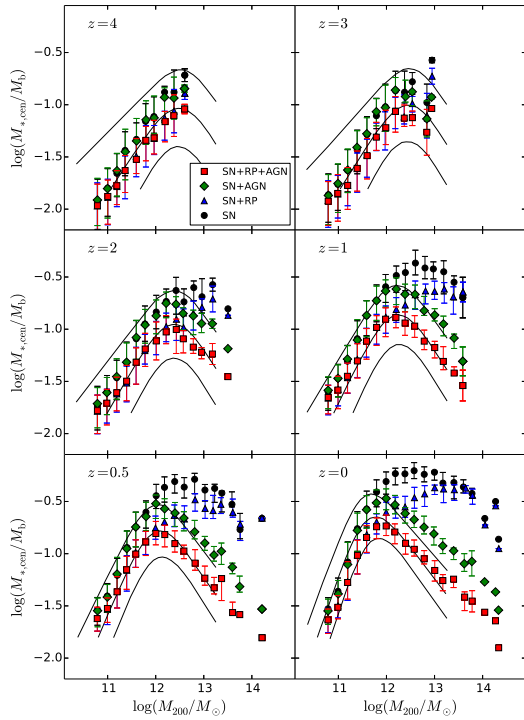 z=4
z=3
log(M*,cen/Mb)
−0.5
−1.0
−1.5
−2.0
SN+RP+AGN
SN+AGN
SN+RP
SN
z=2
z=1
log(M*,cen/Mb)
−0.5
−1.0
−1.5
−2.0
z=0.5
z=0
log(M*,cen/Mb)
−0.5
−1.0
−1.5
−2.0
11 12 13 14 11 12 13 14
log(M200/M⊙) log(M200/M⊙)